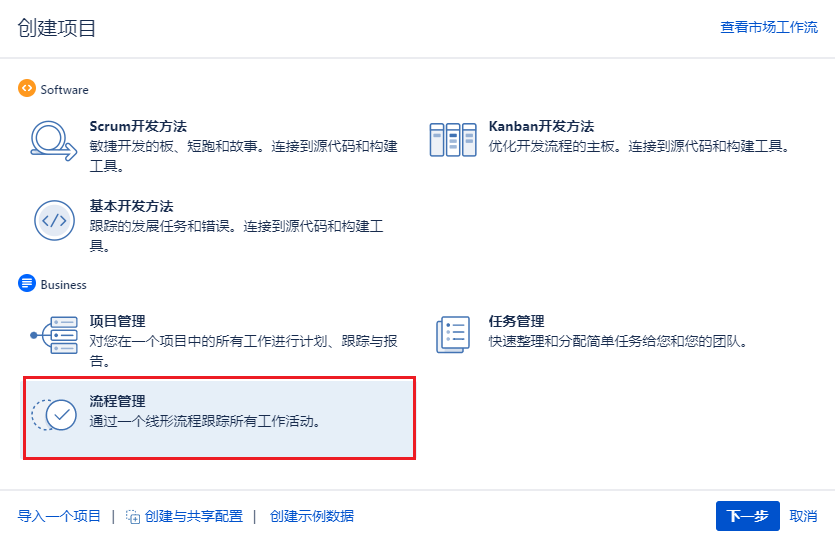 创建项目
查看市场工作流
Software
Scrum开发方法
敏捷开发的板、短跑和故事。连接到源代码和构建
工具。
Kanban开发方法
优化开发流程的主板。连接到源代码和构建工具。
基本开发方法
跟踪的发展任务和错误。连接到源代码和构建工
具。
Business
项目管理
对您在一个项目中的所有工作进行计划、跟踪与报
告。
任务管理
快速整理和分配简单任务给您和您的团队。
流程管理
通过一个线形流程跟踪所有工作活动。
导入一个项目 | 创建与共享配置 | 创建示例数据
下一步 取消